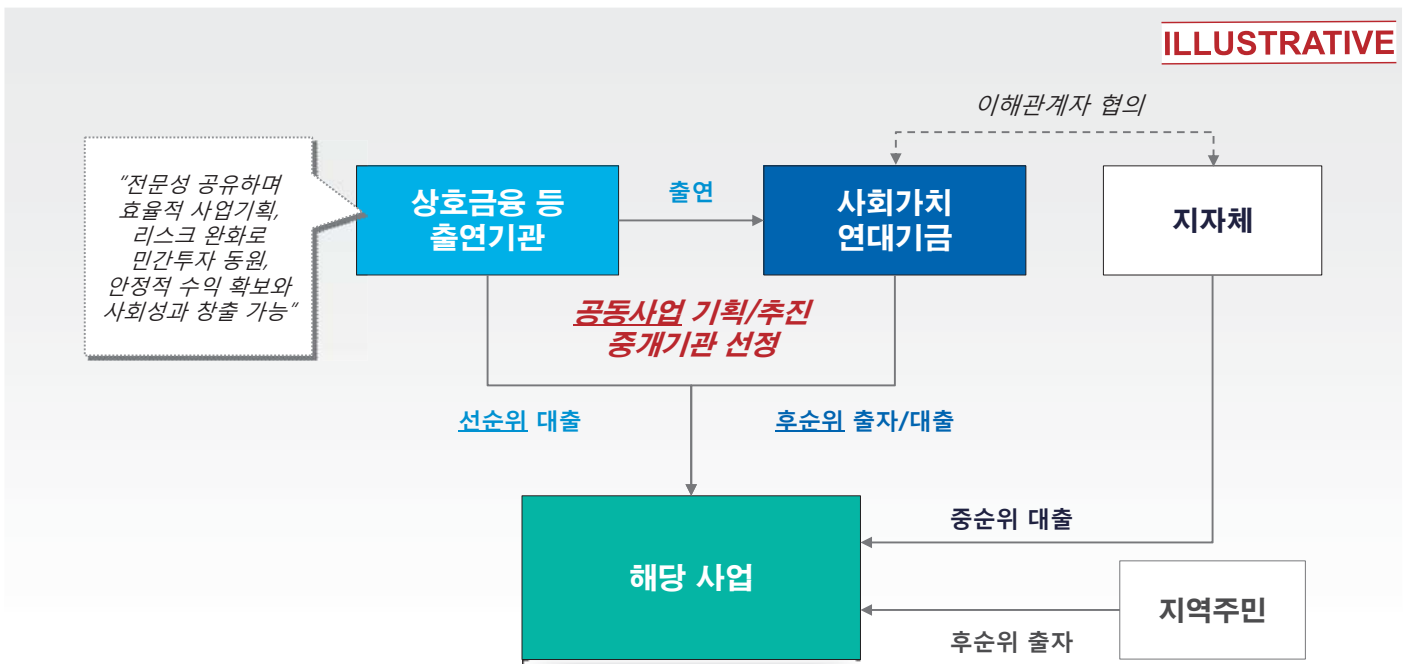 ILLUSTRATIVE
이해관계자 협의
“전문성 공유하며
효율적 사업기획,
리스크 완화로
민간투자 동원,
안정적 수익 확보와
사회성과 창출 가능”
상호금융 등
출연기관
출연
사회가치
연대기금
지자체
공동사업 기획/추진
중개기관 선정
선순위 대출
후순위 출자/대출
해당 사업
중순위 대출
지역주민
후순위 출자